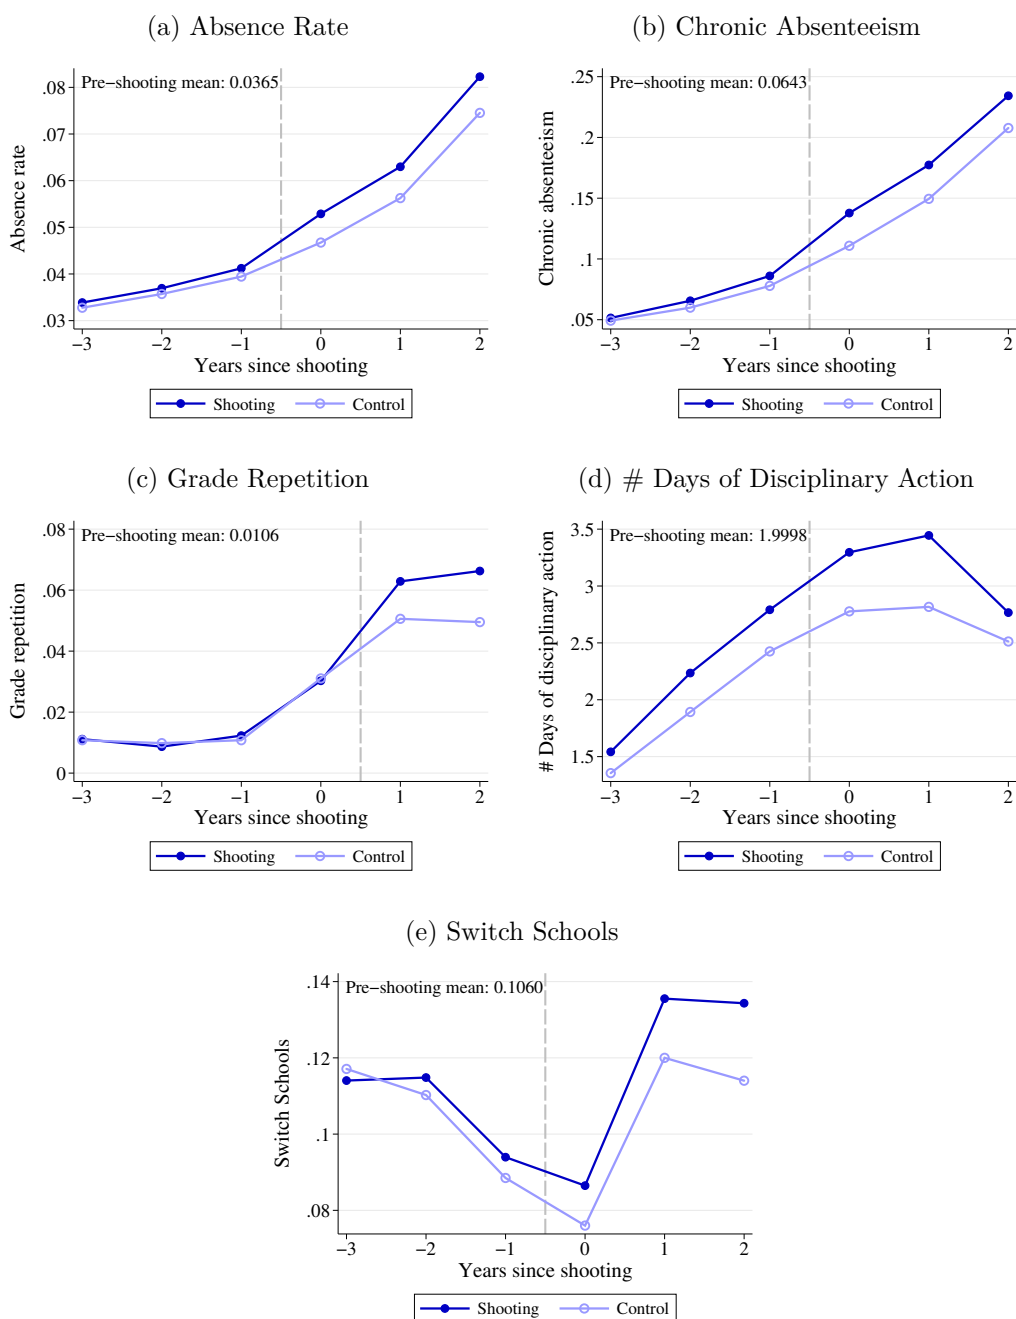 (a) Absence Rate
Pre−shooting mean: 0.0365
.08
.07
.06
.05
.04
.03
Absence rate
−3 −2 −1 0 1 2
Years since shooting
Shooting Control
(b) Chronic Absenteeism
Pre−shooting mean: 0.0643
.25
.2
.15
.1
.05
Chronic absenteeism
−3 −2 −1 0 1 2
Years since shooting
Shooting Control
(c) Grade Repetition
Pre−shooting mean: 0.0106
.08
.06
.04
.02
0
Grade repetition
−3 −2 −1 0 1 2
Years since shooting
Shooting Control
(d) # Days of Disciplinary Action
Pre−shooting mean: 1.9998
3.5
3
2.5
2
1.5
# Days of disciplinary action
−3 −2 −1 0 1 2
Years since shooting
Shooting Control
(e) Switch Schools
Pre−shooting mean: 0.1060
.14
.12
.1
.08
Switch Schools
−3 −2 −1 0 1 2
Years since shooting
Shooting Control